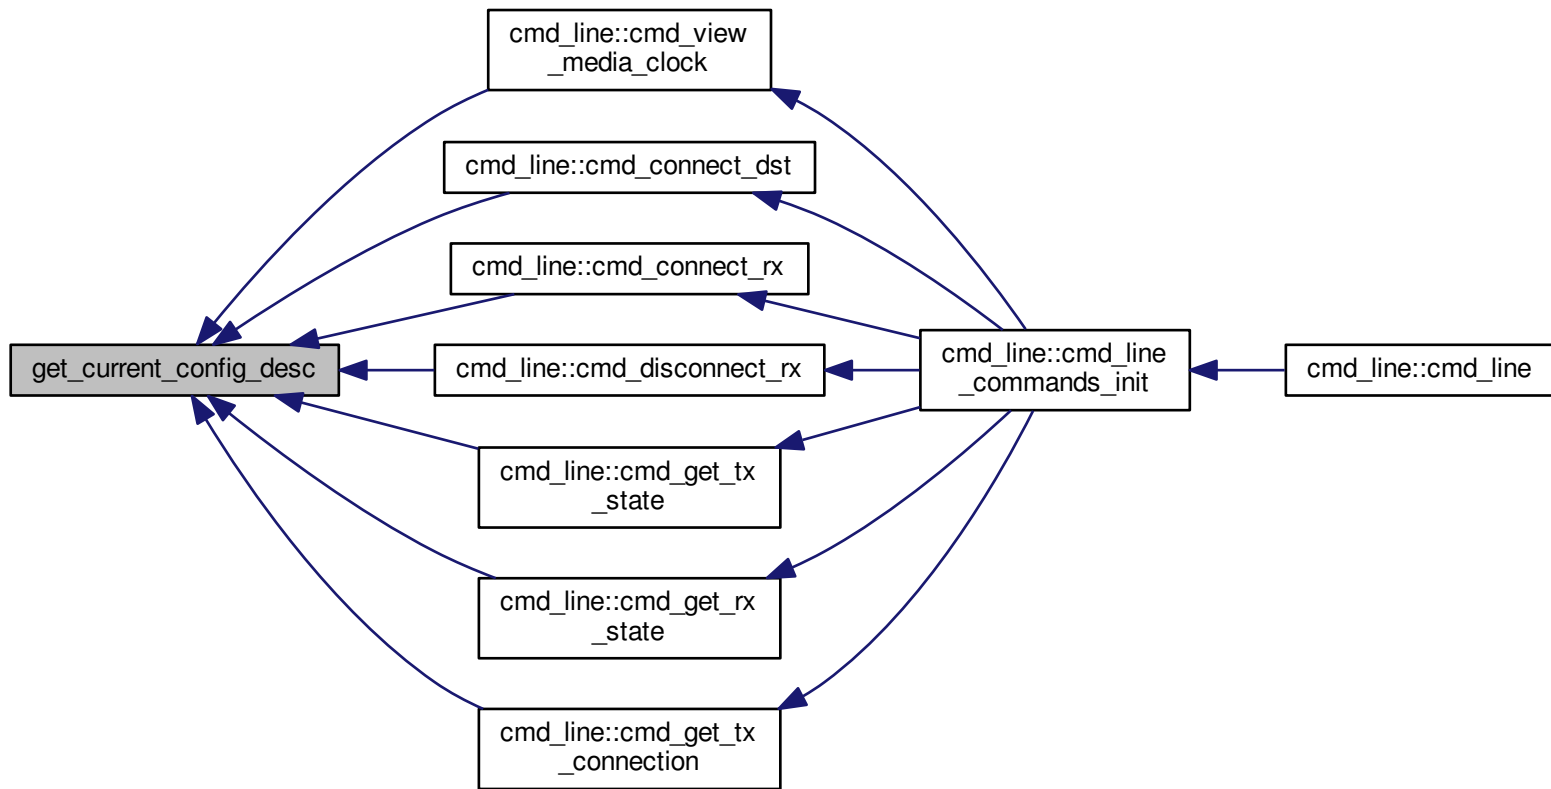 cmd_line::cmd_view
_media_clock
cmd_line::cmd_connect_dst
cmd_line::cmd_connect_rx
get_current_config_desc
cmd_line::cmd_disconnect_rx
cmd_line::cmd_line
_commands_init
cmd_line::cmd_line
cmd_line::cmd_get_tx
_state
cmd_line::cmd_get_rx
_state
cmd_line::cmd_get_tx
_connection